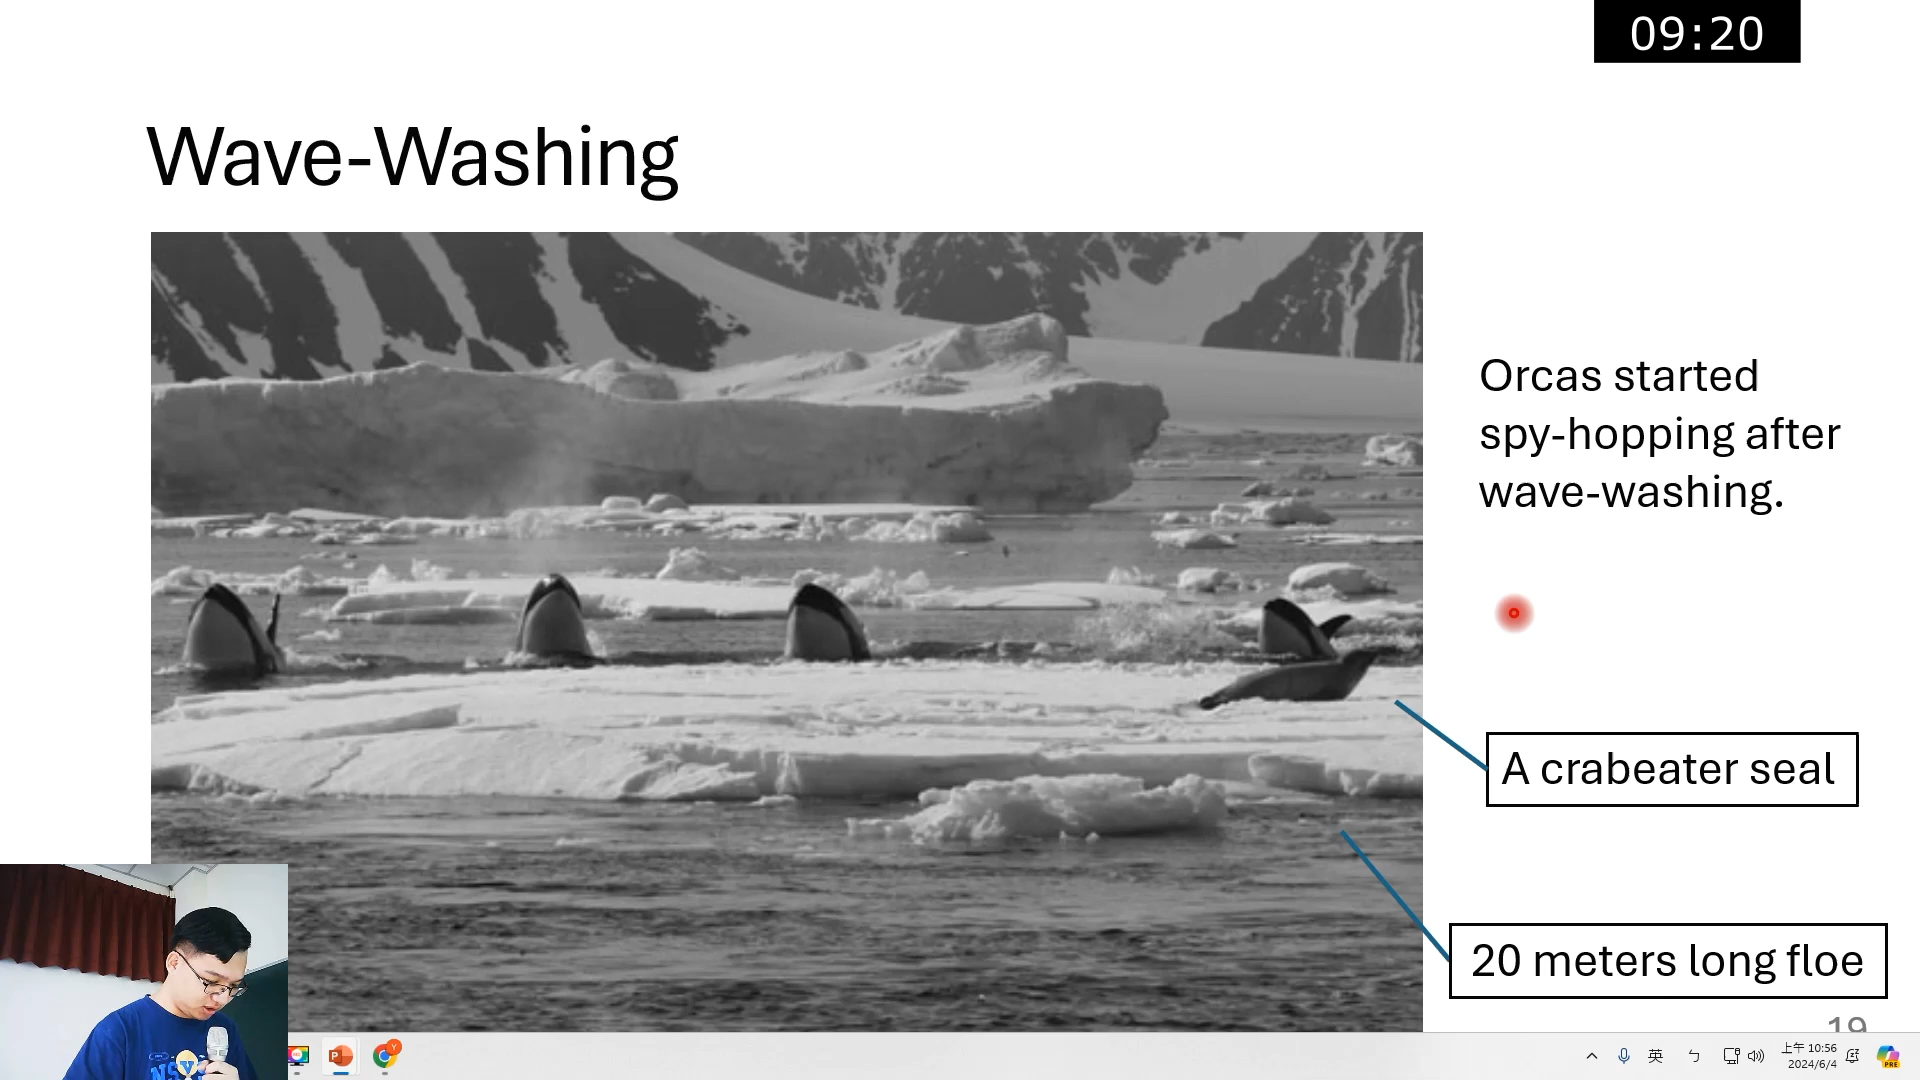 09:20
Wave-Washing
Orcas started
spy-hopping after
wave-washing.
A crabeater seal
20 meters long floe
19
英
ㄅ
上午 10:56
2024/6/4
PRE